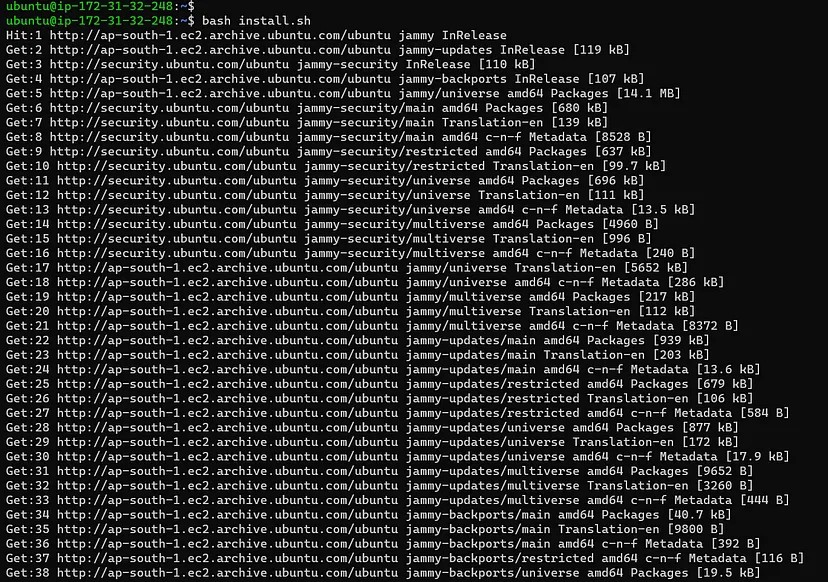 ubuntu@ip-172-31-32-248:~$
ubuntu@ip-172-31-32-248:~$ bash install.sh
Hit:1 http://ap-south-1.ec2.archive.ubuntu.com/ubuntu jammy InRelease
Get:2 http://ap-south-1.ec2.archive.ubuntu.com/ubuntu jammy-updates InRelease [119 kB]
Get:3 http://security.ubuntu.com/ubuntu jammy-security InRelease [110 kB]
Get:4 http://ap-south-1.ec2.archive.ubuntu.com/ubuntu jammy-backports InRelease [107 kB]
Get:5 http://ap-south-1.ec2.archive.ubuntu.com/ubuntu jammy/universe amd64 Packages [14.1 MB]
Get:6 http://security.ubuntu.com/ubuntu jammy-security/main amd64 Packages [680 kB]
Get:7 http://security.ubuntu.com/ubuntu jammy-security/main Translation-en [139 kB]
Get:8 http://security.ubuntu.com/ubuntu jammy-security/main amd64 c-n-f Metadata [8528 B]
Get:9 http://security.ubuntu.com/ubuntu jammy-security/restricted amd64 Packages [637 kB]
Get:10 http://security.ubuntu.com/ubuntu jammy-security/restricted Translation-en [99.7 kB]
Get:11 http://security.ubuntu.com/ubuntu jammy-security/universe amd64 Packages [696 kB]
Get:12 http://security.ubuntu.com/ubuntu jammy-security/universe Translation-en [111 kB]
Get:13 http://security.ubuntu.com/ubuntu jammy-security/universe amd64 c-n-f Metadata [13.5 kB]
Get:14 http://security.ubuntu.com/ubuntu jammy-security/multiverse amd64 Packages [4960 B]
Get:15 http://security.ubuntu.com/ubuntu jammy-security/multiverse Translation-en [996 B]
Get:16 http://security.ubuntu.com/ubuntu jammy-security/multiverse amd64 c-n-f Metadata [240 B]
Get:17 http://ap-south-1.ec2.archive.ubuntu.com/ubuntu jammy/universe Translation-en [5652 kB]
Get:18 http://ap-south-1.ec2.archive.ubuntu.com/ubuntu jammy/universe amd64 c-n-f Metadata [286 kB]
Get:19 http://ap-south-1.ec2.archive.ubuntu.com/ubuntu jammy/multiverse amd64 Packages [217 kB]
Get:20 http://ap-south-1.ec2.archive.ubuntu.com/ubuntu jammy/multiverse Translation-en [112 kB]
Get:21 http://ap-south-1.ec2.archive.ubuntu.com/ubuntu jammy/multiverse amd64 c-n-f Metadata [8372 B]
Get:22 http://ap-south-1.ec2.archive.ubuntu.com/ubuntu jammy-updates/main amd64 Packages [939 kB]
Get:23 http://ap-south-1.ec2.archive.ubuntu.com/ubuntu jammy-updates/main Translation-en [203 kB]
Get:24 http://ap-south-1.ec2.archive.ubuntu.com/ubuntu jammy-updates/main amd64 c-n-f Metadata [13.6 kB]
Get:25 http://ap-south-1.ec2.archive.ubuntu.com/ubuntu jammy-updates/restricted amd64 Packages [679 kB]
Get:26 http://ap-south-1.ec2.archive.ubuntu.com/ubuntu jammy-updates/restricted Translation-en [106 kB]
Get:27 http://ap-south-1.ec2.archive.ubuntu.com/ubuntu jammy-updates/restricted amd64 c-n-f Metadata [584 B]
Get:28 http://ap-south-1.ec2.archive.ubuntu.com/ubuntu jammy-updates/universe amd64 Packages [877 kB]
Get:29 http://ap-south-1.ec2.archive.ubuntu.com/ubuntu jammy-updates/universe Translation-en [172 kB]
Get:30 http://ap-south-1.ec2.archive.ubuntu.com/ubuntu jammy-updates/universe amd64 c-n-f Metadata [17.9 kB]
Get:31 http://ap-south-1.ec2.archive.ubuntu.com/ubuntu jammy-updates/multiverse amd64 Packages [9652 B]
Get:32 http://ap-south-1.ec2.archive.ubuntu.com/ubuntu jammy-updates/multiverse Translation-en [3260 B]
Get:33 http://ap-south-1.ec2.archive.ubuntu.com/ubuntu jammy-updates/multiverse amd64 c-n-f Metadata [444 B]
Get:34 http://ap-south-1.ec2.archive.ubuntu.com/ubuntu jammy-backports/main amd64 Packages [40.7 kB]
Get:35 http://ap-south-1.ec2.archive.ubuntu.com/ubuntu jammy-backports/main Translation-en [9800 B]
Get:36 http://ap-south-1.ec2.archive.ubuntu.com/ubuntu jammy-backports/main amd64 c-n-f Metadata [392 B]
Get:37 http://ap-south-1.ec2.archive.ubuntu.com/ubuntu jammy-backports/restricted amd64 c-n-f Metadata [116 B]
Get:38 http://ap-south-1.ec2.archive.ubuntu.com/ubuntu jammy-backports/universe amd64 Packages [19.5 kB]